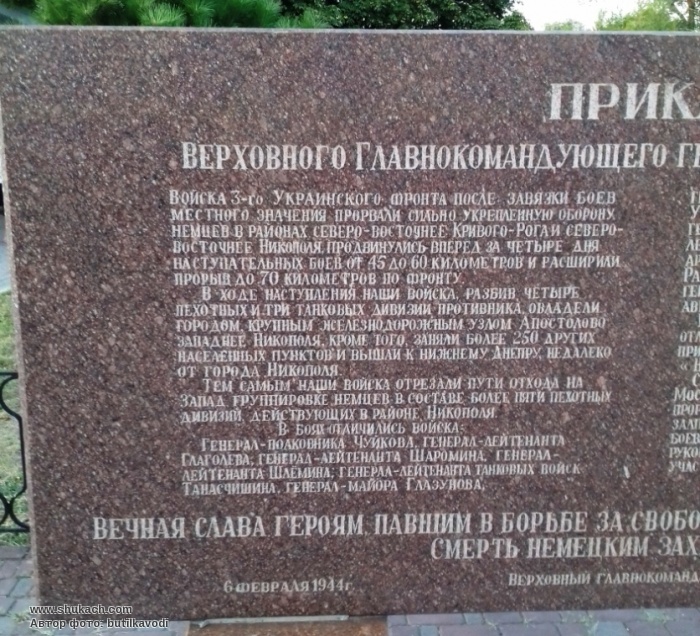 ПРИК
ВЕРХОВНОГО ГЛАВНОКОМАНДУЮЩЕГО Г
ВОЙСКА 3-ГО УКРАИНСКОГО ФРОНТА ПОСЛЕ ЗАВЯЗКИ БОЕВ
МЕСТНОГО ЗНАЧЕНИЯ ПРОРВАЛИ СИЛЬНО УКРЕПЛЕННУЮ ОБОРОНУ
НЕМЦЕВ В РАЙОНАХ СЕВЕРО-ВОСТОЧНЕЕ КРИВОГО-РОГА И СЕВЕРО-
ВОСТОЧНЕЕ НИКОПОЛЯ, ПРОДВИНУЛИСЬ ВПЕРЕД ЗА ЧЕТЫРЕ ДНЯ
НАСТУПАТЕЛЬНЫХ БОЕВ ОТ 45 ДО 60 КИЛОМЕТРОВ И РАСШИРИЛИ
ПРОРЫВ ДО 70 КИЛОМЕТРОВ ПО ФРОНТУ.
В ХОДЕ НАСТУПЛЕНИЯ НАШИ ВОЙСКА, РАЗБИВ ЧЕТЫРЕ
ПЕХОТНЫХ И ТРИ ТАНКОВЫХ ДИВИЗИИ ПРОТИВНИКА, ОВЛАДЕЛИ
ГОРОДОМ, КРУПНЫМ ЖЕЛЕЗНОДОРОЖНЫМ УЗЛОМ АПОСТОЛОВО
ЗАПАДНЕЕ НИКОПОЛЯ, КРОМЕ ТОГО, ЗАНЯЛИ БОЛЕЕ 250 ДРУГИХ
НАСЕЛЕННЫХ ПУНКТОВ И ВЫШЛИ К НИЖНЕМУ ДНЕПРУ, НЕДАЛЕКО
ОТ ГОРОДА НИКОПОЛЯ.
ТЕМ САМЫМ НАШИ ВОЙСКА ОТРЕЗАЛИ ПУТИ ОТХОДА НА
ЗАПАД ГРУППИРОВКЕ НЕМЦЕВ В СОСТАВЕ БОЛЕЕ ПЯТИ ПЕХОТНЫХ
ДИВИЗИЙ, ДЕЙСТВУЮЩИХ В РАЙОНЕ НИКОПОЛЯ.
В БОЯХ ОТЛИЧИЛИСЬ ВОЙСКА:
ГЕНЕРАЛ-ПОЛКОВНИКА ЧУЙКОВА, ГЕНЕРАЛ-ЛЕЙТЕНАНТА
ГЛАГОЛЕВА, ГЕНЕРАЛ-ЛЕЙТЕНАНТА ШАРОМИНА, ГЕНЕРАЛ-
ЛЕЙТЕНАНТА ШЛЕМИНА, ГЕНЕРАЛ-ЛЕЙТЕНАНТА ТАНКОВЫХ ВОЙСК
ТАНАСЧИШИНА, ГЕНЕРАЛ-МАЙОРА ГЛАЗУНОВА,
ВЕЧНАЯ СЛАВА ГЕРОЯМ, ПАВШИМ В БОРЬБЕ ЗА СВОБО
СМЕРТЬ НЕМЕЦКИМ ЗАХ
6 ФЕВРАЛЯ 1944 Г.
ВЕРХОВНЫЙ ГЛАВНОКОМАНД
www.shukach.com
Автор фото: butilkavodi